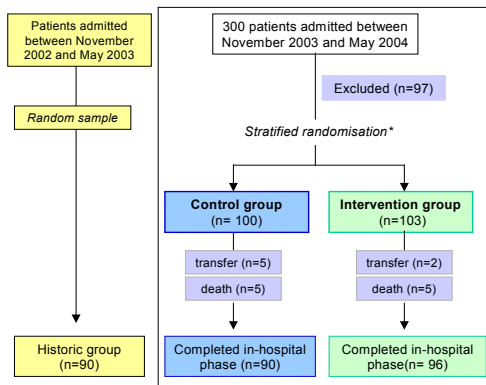 Patients admitted
between November
2002 and May 2003
Random sample
Historic group
(n=90)
300 patients admitted between
November 2003 and May 2004
Excluded (n=97)
Stratified randomisation*
Control group
(n= 100)
transfer (n=5)
death (n=5)
Completed in-hospital
phase (n=90)
Intervention group
(n=103)
transfer (n=2)
death (n=5)
Completed in-hospital
phase(n= 96)